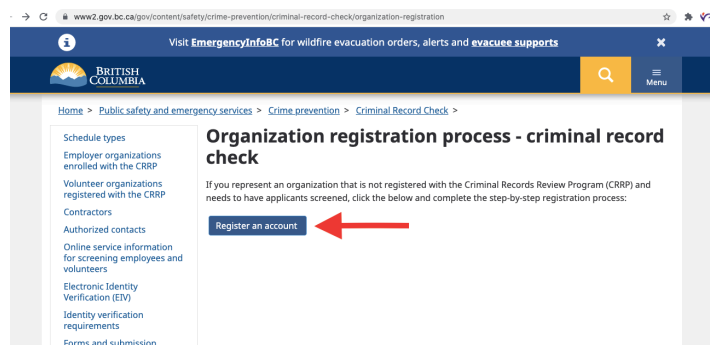 www2.gov.bc.ca/gov/content/safety/crime-prevention/criminal-record-check/organization-registration
Visit EmergencyInfoBC for wildfire evacuation orders, alerts and evacuee supports
BRITISH
COLUMBIA
Menu
Home > Public safety and emergency services > Crime prevention > Criminal Record Check >
Schedule types
Employer organizations
enrolled with the CRRP
Volunteer organizations
registered with the CRRP
Contractors
Authorized contacts
Online service information
for screening employees and
volunteers
Electronic Identity
Verification (EIV)
Identity verification
requirements
Forms and submission
Organization registration process - criminal record
check
If you represent an organization that is not registered with the Criminal Records Review Program (CRRP) and
needs to have applicants screened, click the below and complete the step-by-step registration process:
Register an account